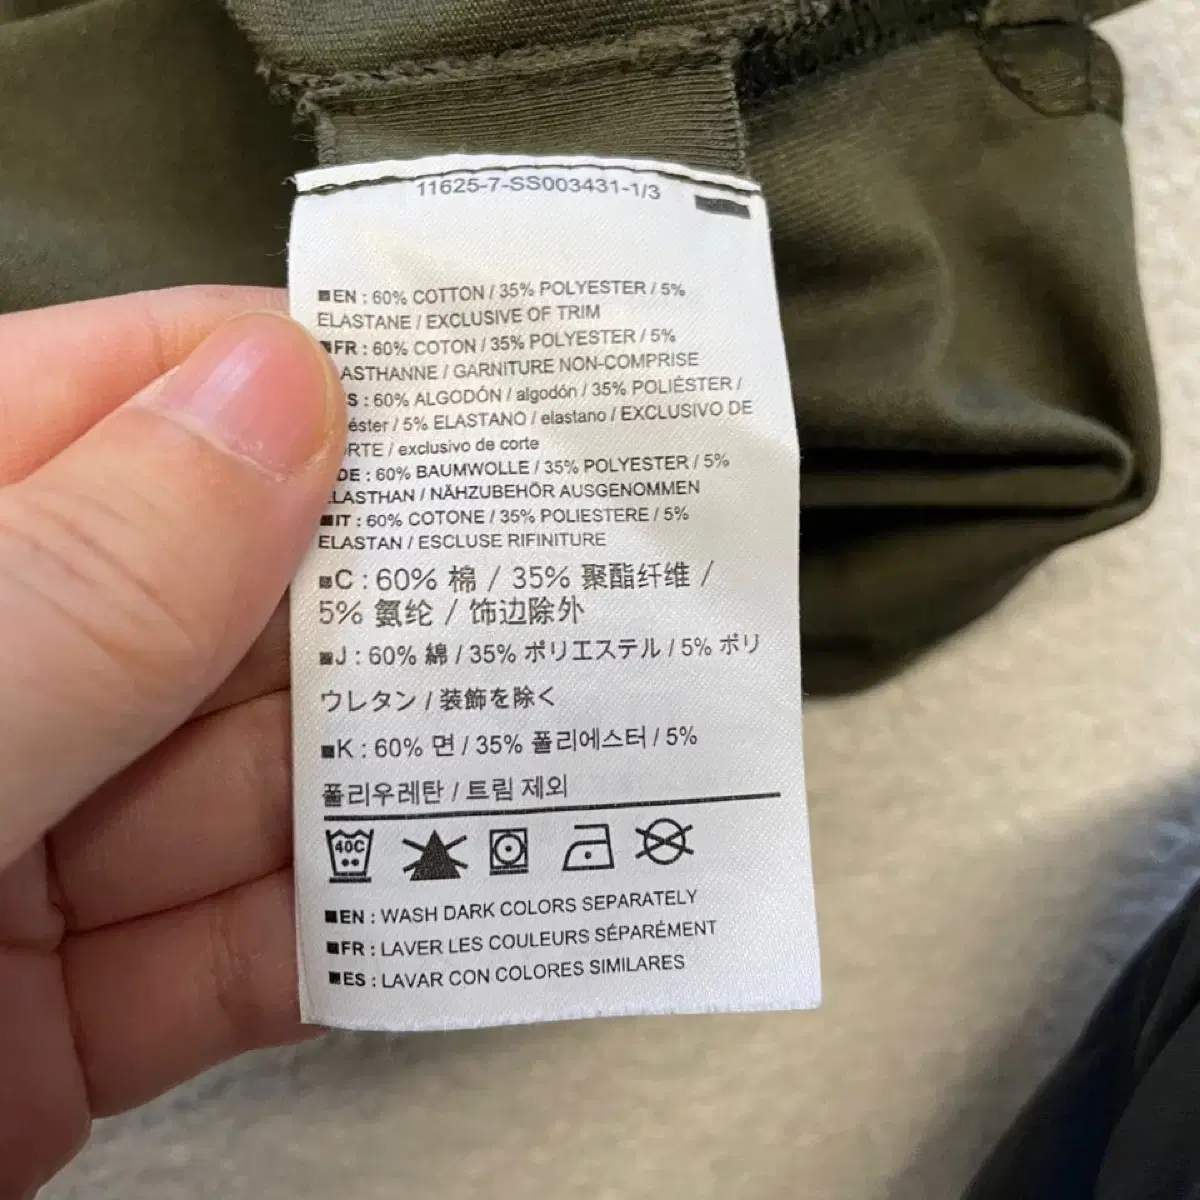 11625-7-SS003431-1/3
EN : 60% COTTON / 35% POLYESTER / 5%
ELASTANE / EXCLUSIVE OF TRIM
FR : 60% COTON / 35% POLYESTER / 5%
ASTHANNE / GARNITURE NON-COMPRISE
S : 60% ALGODÓN / algodón / 35% POLIÉSTER /
éster / 5% ELASTANO / elastano / EXCLUSIVO DE
RTE / exclusivo de corte
DE : 60% BAUMWOLLE / 35% POLYESTER / 5%
LASTHAN / NÄHZUBEHÖR AUSGENOMMEN
IT : 60% COTONE / 35% POLIESTERE / 5%
ELASTAN / ESCLUSE RIFINITURE
C : 60% 棉 / 35% 聚酯纤维 /
5% 氨纶 / 饰边除外
J : 60% 綿 / 35% ポリエステル / 5% ポリ
ウレタン / 装飾を除く
K : 60% 면 / 35% 폴리에스터 / 5%
폴리우레탄 / 트림 제외
40C
EN : WASH DARK COLORS SEPARATELY
FR : LAVER LES COULEURS SÉPARÉMENT
ES : LAVAR CON COLORES SIMILARES